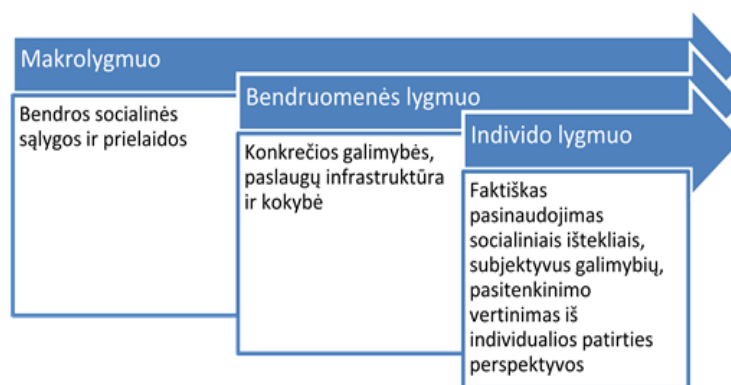 Makrolygmuo
Bendros socialinės
sąlygos ir prielaidos
Bendruomenės lygmuo
Konkrečios galimybės,
paslaugų infrastruktūra
ir kokybė
Individo lygmuo
Faktiškas
pasinaudojimas
socialiniais ištekliais,
subjektyvus galimybių,
pasitenkinimo
vertinimas iš
individualios patirties
perspektyvos